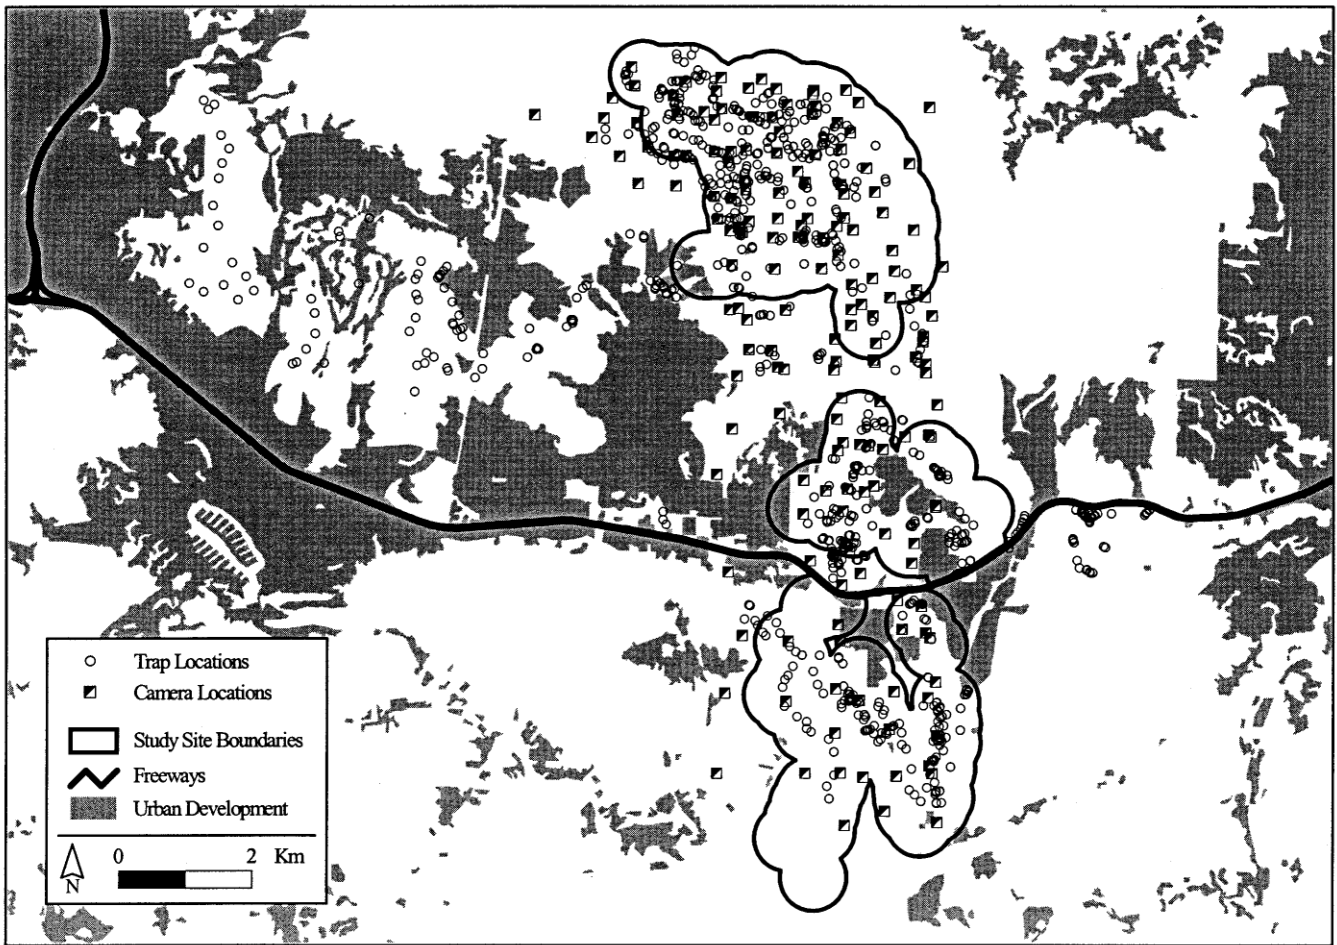 Trap Locations
Camera Locations
Study Site Boundaries
Freeways
Urban Development
0 2 Km
N